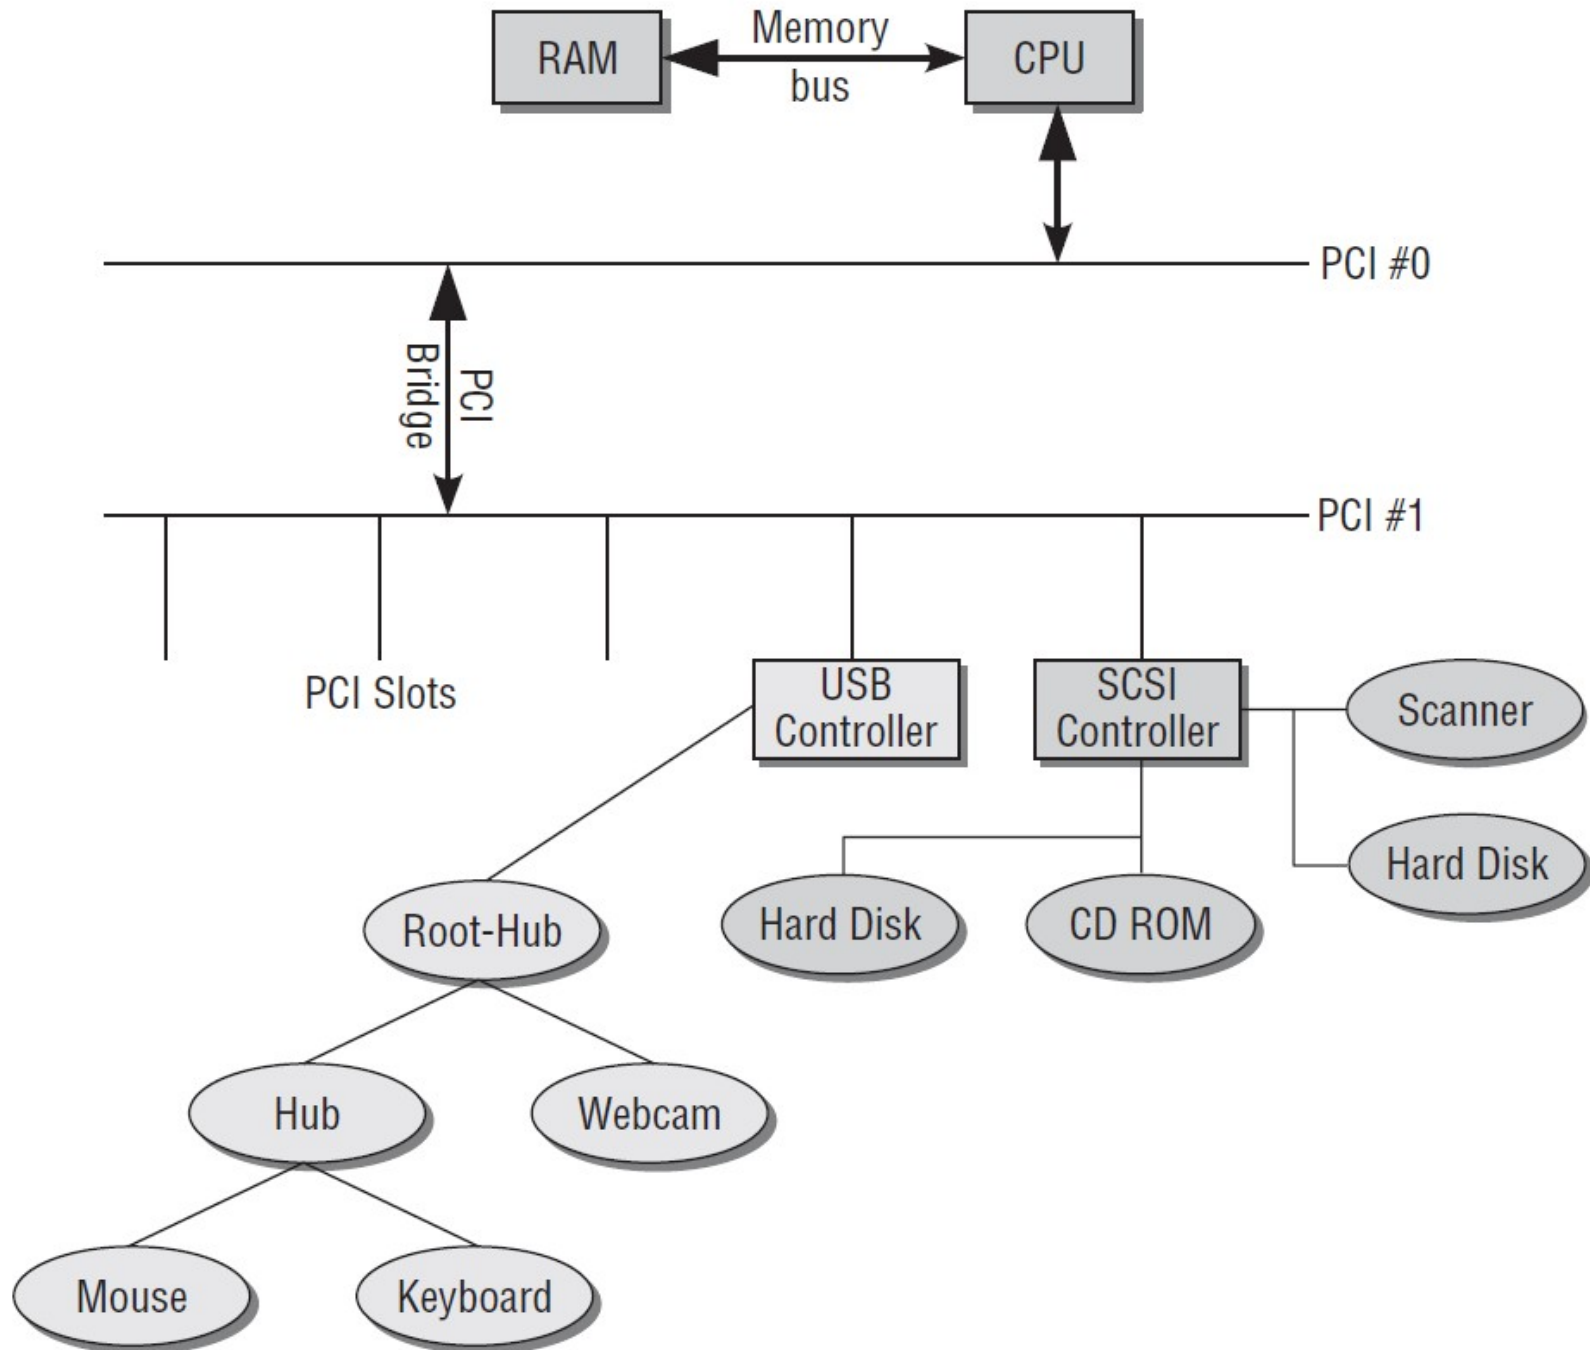 RAM
Memory
bus
CPU
PCI #0
PCI
Bridge
PCI #1
PCI Slots
USB
Controller
SCSI
Controller
Scanner
Hard Disk
Root-Hub
Hard Disk
CD ROM
Hub
Webcam
Mouse
Keyboard